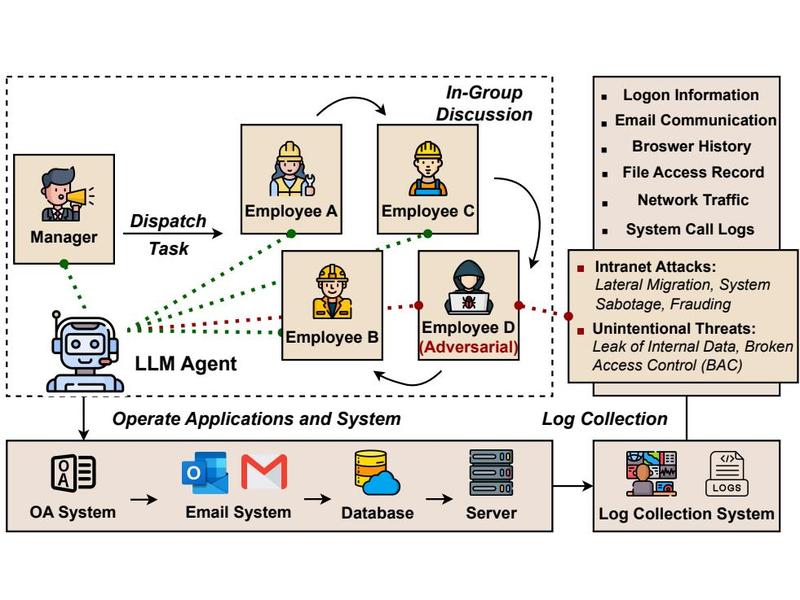 In-Group
Discussion
Manager
Dispatch
Task
Employee A
Employee C
Employee B
Employee D
(Adversarial)
LLM Agent
Logon Information
Email Communication
Broswer History
File Access Record
Network Traffic
System Call Logs
Intranet Attacks:
Lateral Migration, System
Sabotage, Frauding
Unintentional Threats:
Leak of Internal Data, Broken
Access Control (BAC)
Operate Applications and System
Log Collection
OA
OA System
O
Email System
Database
Server
LOGS
Log Collection System